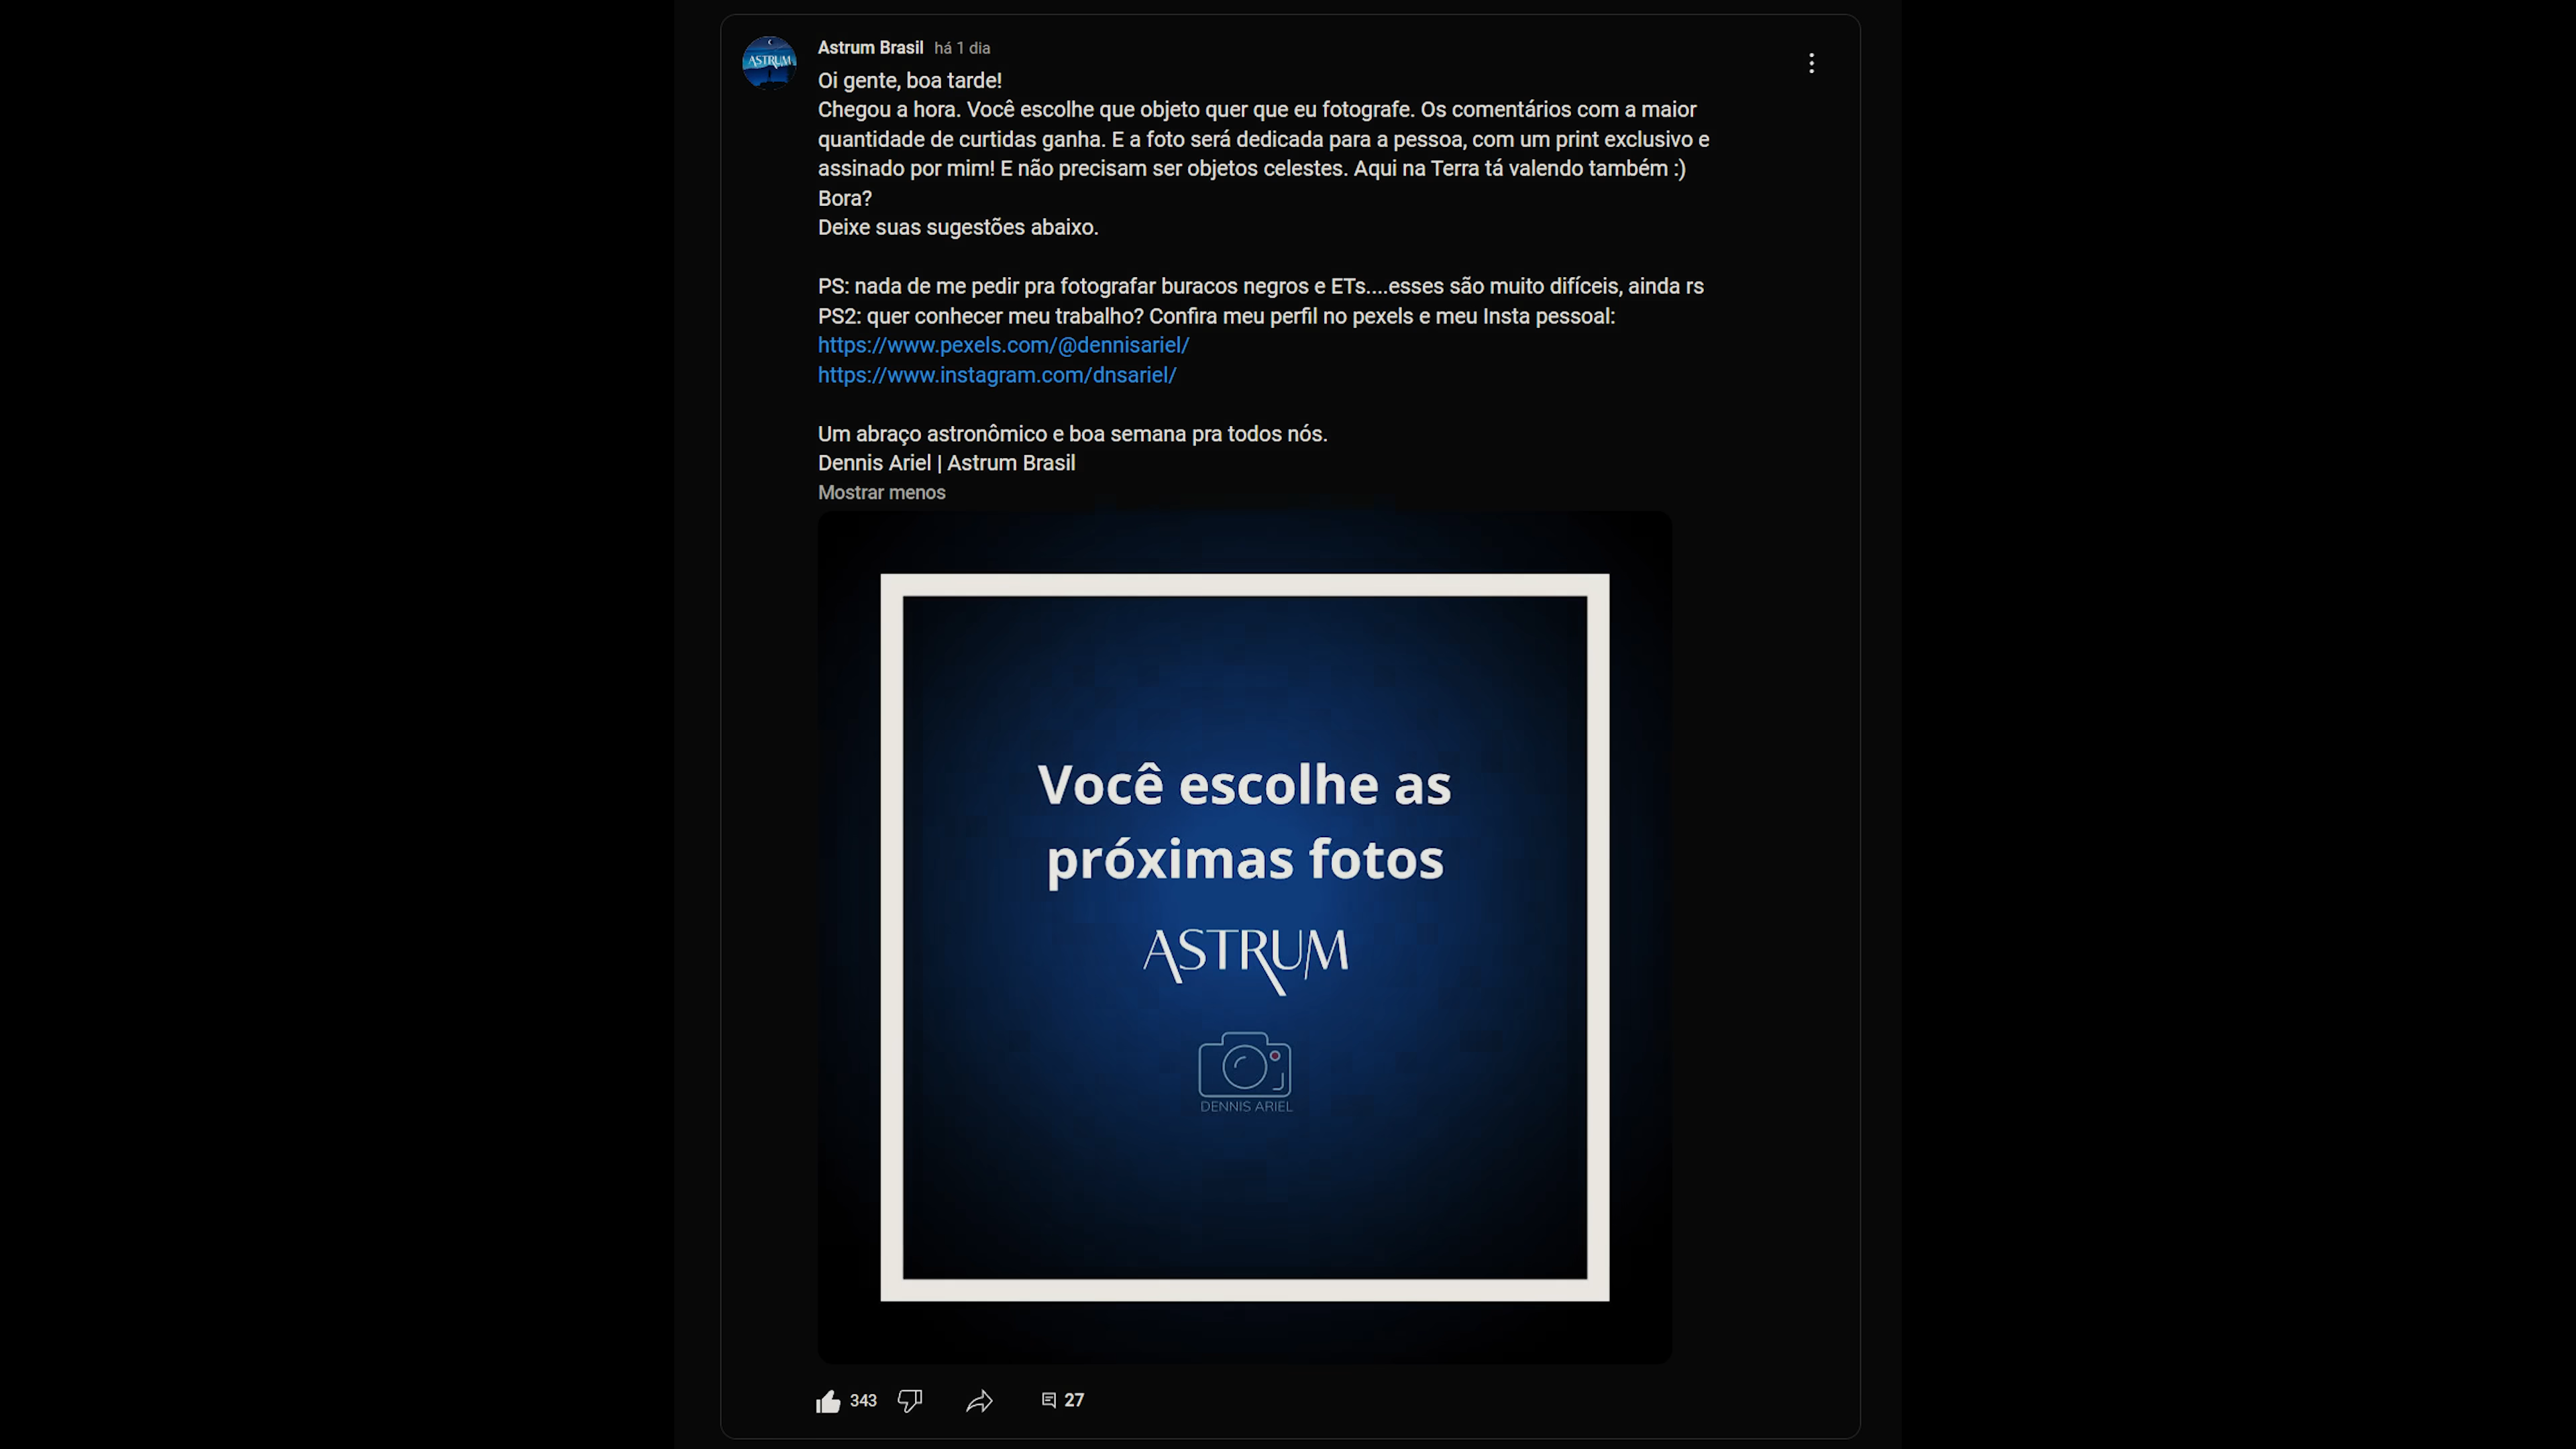 ASTRUM
Astrum Brasil há 1 dia
Oi gente, boa tarde!
Chegou a hora. Você escolhe que objeto quer que eu fotografe. Os comentários com a maior
quantidade de curtidas ganha. E a foto será dedicada para a pessoa, com um print exclusivo e
assinado por mim! E não precisam ser objetos celestes. Aqui na Terra tá valendo também :)
Bora?
Deixe suas sugestões abaixo.
PS: nada de me pedir pra fotografar buracos negros e ETs....esses são muito difíceis, ainda rs
PS2: quer conhecer meu trabalho? Confira meu perfil no pexels e meu Insta pessoal:
https://www.pexels.com/@dennisariel/
https://www.instagram.com/dnsariel/
Um abraço astronômico e boa semana pra todos nós.
Dennis Ariel | Astrum Brasil
Mostrar menos
Você escolhe as
próximas fotos
ASTRUM
DENNIS ARIEL
343 27